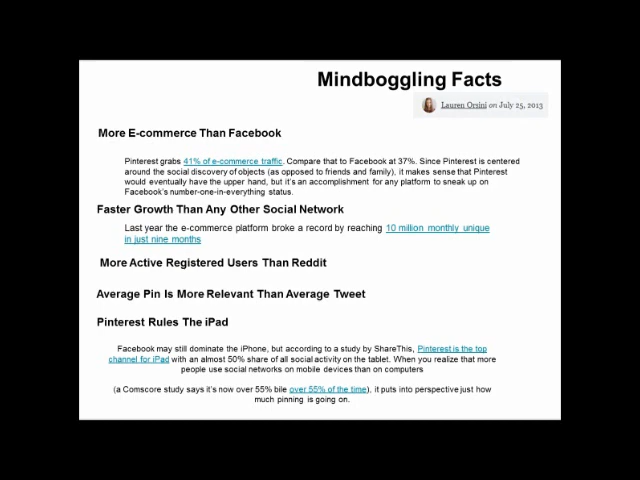 Mindboggling Facts
Lauren Orsini on July 25, 2013
More E-commerce Than Facebook
Pinterest grabs 41% of e-commerce traffic. Compare that to Facebook at 37%. Since Pinterest is centered
around the social discovery of objects (as opposed to friends and family), it makes sense that Pinterest
would eventually have the upper hand, but it's an accomplishment for any platform to sneak up on
Facebook's number-one-in-everything status.
Faster Growth Than Any Other Social Network
Last year the e-commerce platform broke a record by reaching 10 million monthly unique
in just nine months
More Active Registered Users Than Reddit
Average Pin Is More Relevant Than Average Tweet
Pinterest Rules The iPad
Facebook may still dominate the iPhone, but according to a study by ShareThis, Pinterest is the top
channel for iPad with an almost 50% share of all social activity on the tablet. When you realize that more
people use social networks on mobile devices than on computers
(a Comscore study says it's now over 55% bile over 55% of the time), it puts into perspective just how
much pinning is going on.